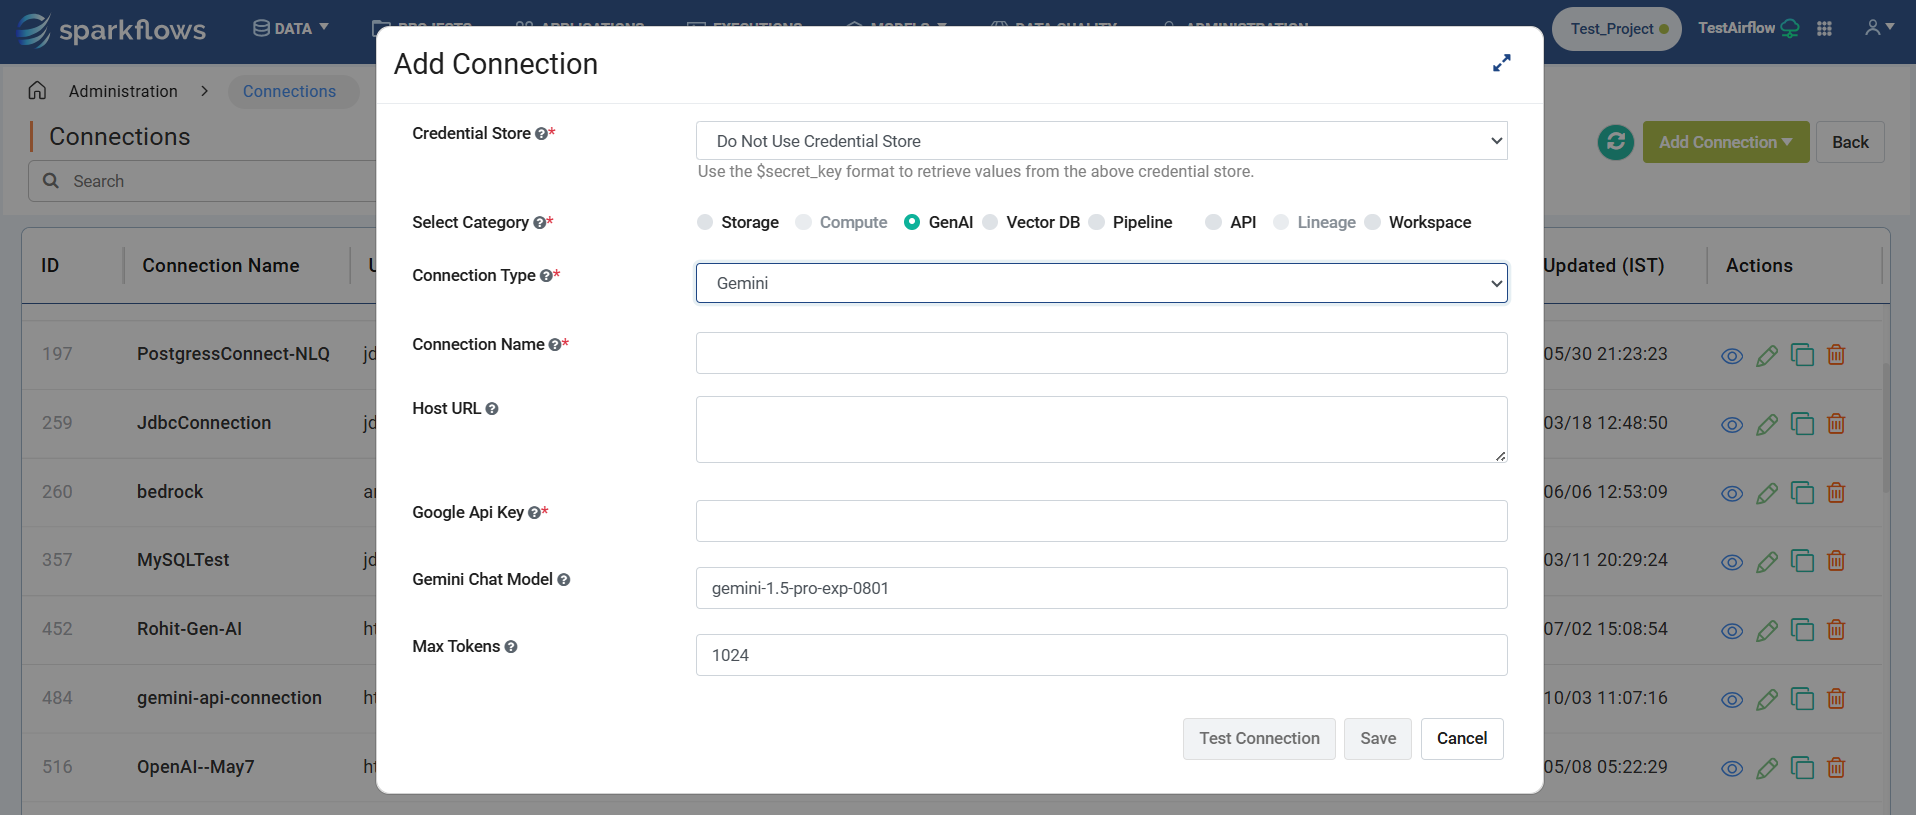 sparkflows
DATA
PROJECTS
APPLICATIONS
EXECUTIONS
MODELS
DATA QUALITY
ADMINISTRATION
Test_Project
TestAirflow
Administration > Connections
Connections
Search
Add Connection
Back
ID
Connection Name
Updated (IST)
Actions
197 PostgressConnect-NLQ jd 05/30 21:23:23
259 JdbcConnection jd 03/18 12:48:50
260 bedrock 06/06 12:53:09
357 MySQLTest jd 03/11 20:29:24
452 Rohit-Gen-AI 07/02 15:08:54
484 gemini-api-connection 10/03 11:07:16
516 OpenAI--May7 05/08 05:22:29
Add Connection
Credential Store ?*
Do Not Use Credential Store
Use the $secret_key format to retrieve values from the above credential store.
Select Category ?*
Storage Compute GenAI Vector DB Pipeline API Lineage Workspace
Connection Type ?*
Gemini
Connection Name ?*
Host URL ?
Google Api Key ?*
Gemini Chat Model ?
gemini-1.5-pro-exp-0801
Max Tokens ?
1024
Test Connection
Save
Cancel